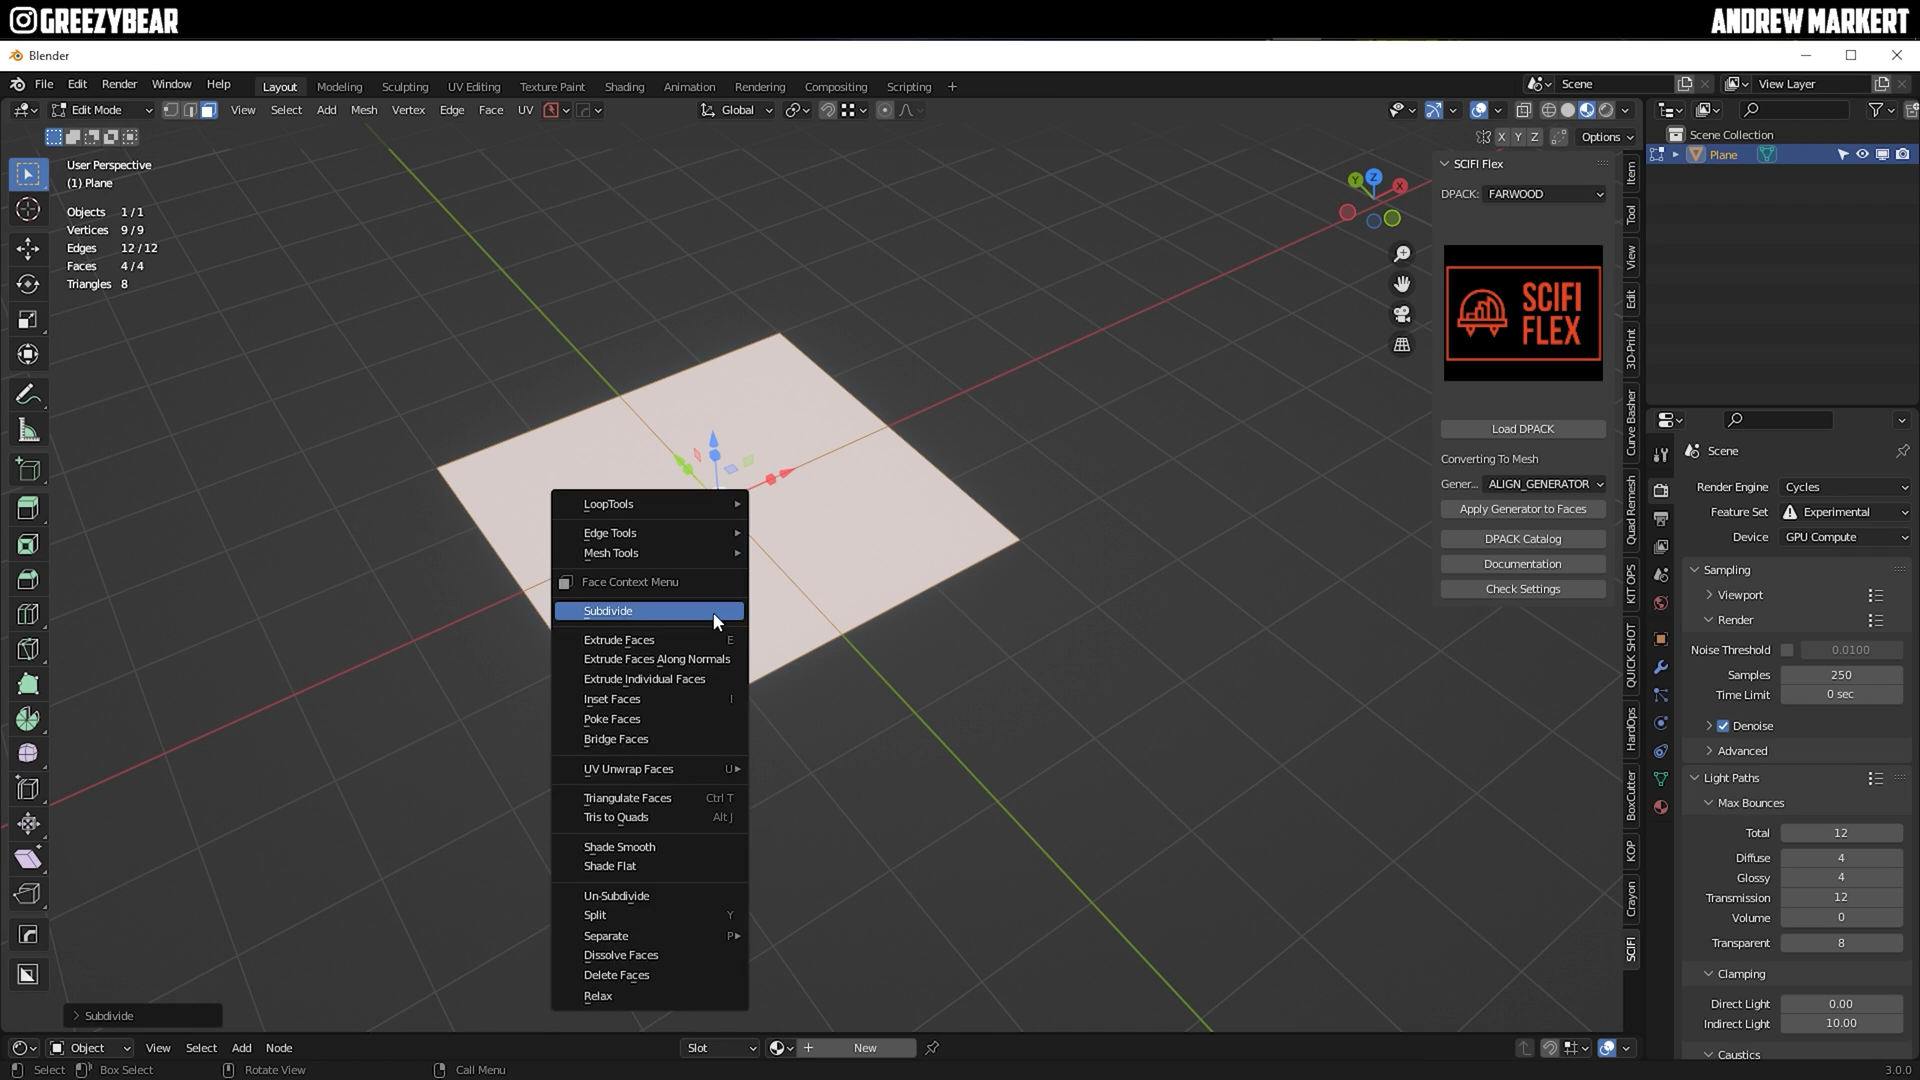 GREEZYBEAR
ANDREW MARKERT
Blender
File Edit Render Window Help
Layout Modeling Sculpting UV Editing Texture Paint Shading Animation Rendering Compositing Scripting +
Scene
View Layer
Edit Mode
View Select Add Mesh Vertex Edge Face UV
Global
X Y Z
Options
Scene Collection
Plane
User Perspective
(1) Plane
Objects 1 / 1
Vertices 9 / 9
Edges 12 / 12
Faces 4 / 4
Triangles 8
Y Z X
SCIFI Flex
DPACK: FARWOOD
SCIFI
FLEX
Load DPACK
Converting To Mesh
Gener... ALIGN_GENERATOR
Apply Generator to Faces
DPACK Catalog
Documentation
Check Settings
Item
Tool
View
Edit
3D-Print
Curve Basher
Quad Remesh
KIT OPS
QUICK SHOT
HardOps
BoxCutter
KOP
Crayon
SCIFI
LoopTools
Edge Tools
Mesh Tools
Face Context Menu
Subdivide
Extrude Faces E
Extrude Faces Along Normals
Extrude Individual Faces
Inset Faces I
Poke Faces
Bridge Faces
UV Unwrap Faces U
Triangulate Faces Ctrl T
Tris to Quads Alt J
Shade Smooth
Shade Flat
Un-Subdivide
Split Y
Separate P
Dissolve Faces
Delete Faces
Relax
Subdivide
Scene
Render Engine Cycles
Feature Set Experimental
Device GPU Compute
Sampling
Viewport
Render
Noise Threshold 0.0100
Samples 250
Time Limit 0 sec
Denoise
Advanced
Light Paths
Max Bounces
Total 12
Diffuse 4
Glossy 4
Transmission 12
Volume 0
Transparent 8
Clamping
Direct Light 0.00
Indirect Light 10.00
Caustics
Object View Select Add Node
Slot
New
Select Box Select Rotate View Call Menu
3.0.0